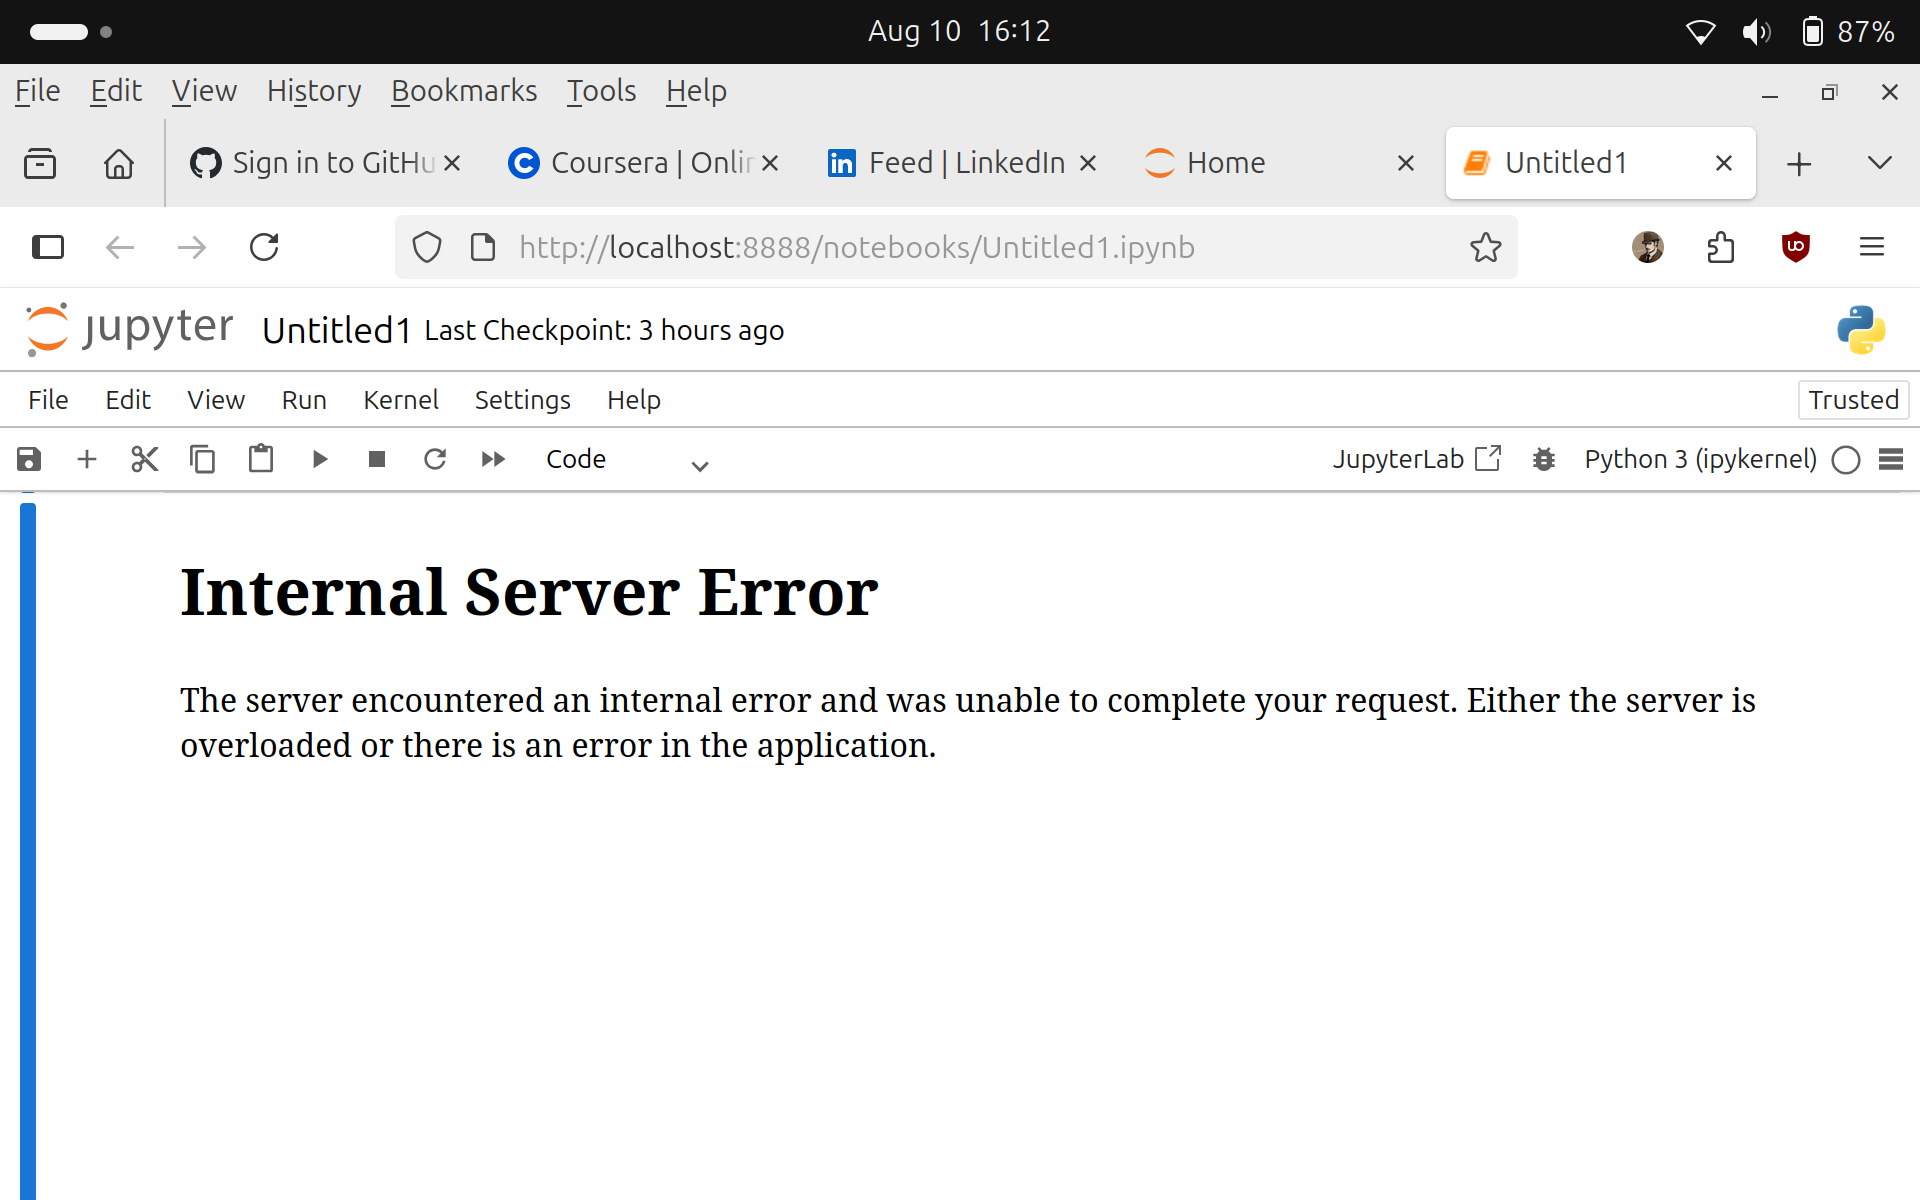 Aug 10 16:12
87%
File Edit View History Bookmarks Tools Help
Sign in to GitHu
Coursera | Onlin
Feed | LinkedIn
Home
Untitled1
http://localhost:8888/notebooks/Untitled1.ipynb
jupyter Untitled1 Last Checkpoint: 3 hours ago
File Edit View Run Kernel Settings Help Trusted
Code JupyterLab Python 3 (ipykernel)
Internal Server Error
The server encountered an internal error and was unable to complete your request. Either the server is
overloaded or there is an error in the application.